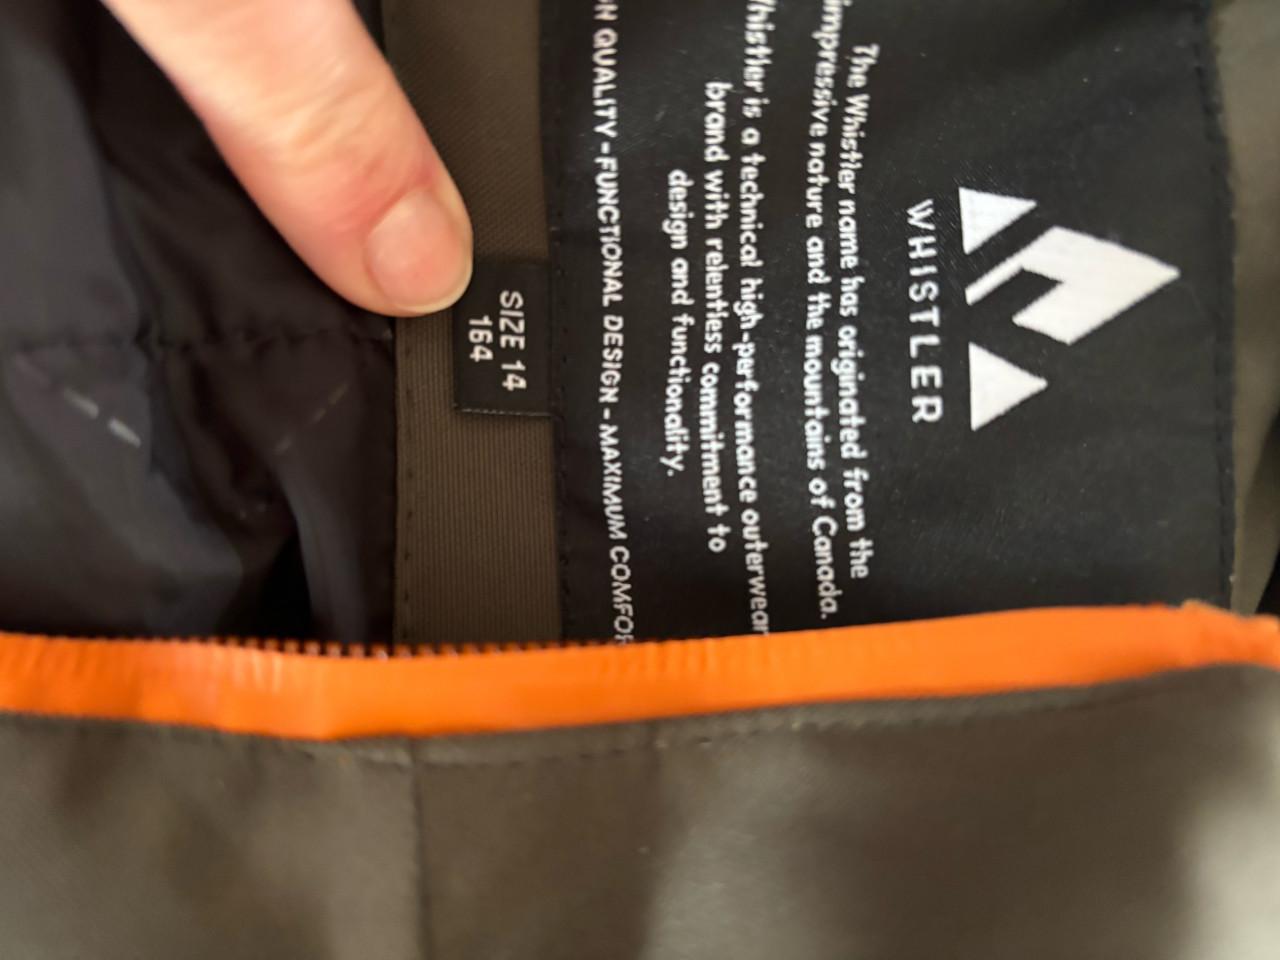 WHISTLER
The Whistler name has originated from the
impressive nature and the mountains of Canada.
Whistler is a technical high-performance outerwear
brand with relentless commitment to
design and functionality.
QUALITY - FUNCTIONAL DESIGN - MAXIMUM
SIZE 14
164